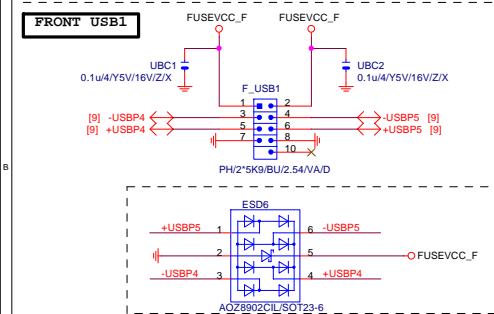 FRONT USB1
FUSEVCC_F FUSEVCC_F
UBC1 UBC2
0.1u/4/Y5V/16V/Z/X 0.1u/4/Y5V/16V/Z/X
F_USB1
1 2
[9] -USBP4 3 4 -USBP5 [9]
[9] +USBP4 5 6 +USBP5 [9]
7 8
10
PH/2*5K9/BU/2.54/VA/D
B
ESD6
+USBP5 1 6 -USBP5
2 5 FUSEVCC_F
-USBP4 3 4 +USBP4
AOZ8902CIL/SOT23-6